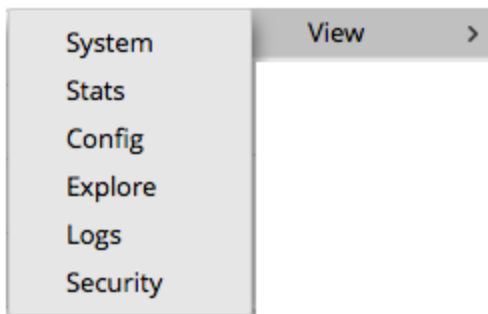 View >
System
Stats
Config
Explore
Logs
Security